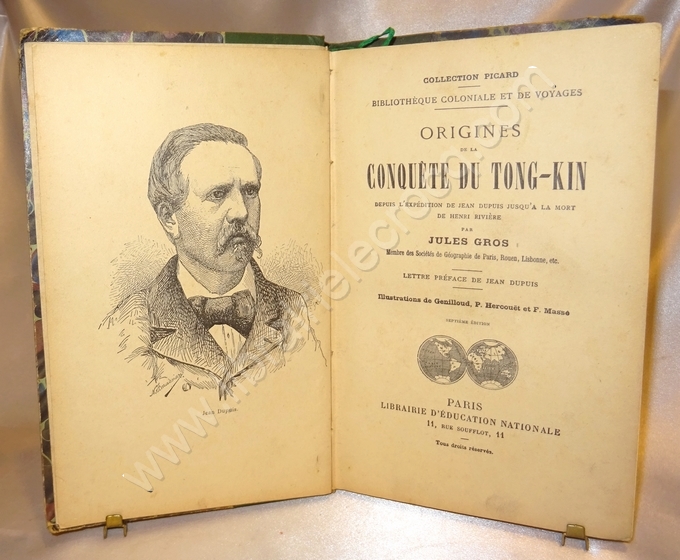 Jean Dupuis.
COLLECTION PICARD
BIBLIOTHÈQUE COLONIALE ET DE VOYAGES
ORIGINES
DE LA
CONQUÊTE DU TONG-KIN
DEPUIS L'EXPÉDITION DE JEAN DUPUIS JUSQU'A LA MORT
DE HENRI RIVIÈRE
PAR
JULES GROS
Membre des Sociétés de Géographie de Paris, Rouen, Lisbonne, etc.
LETTRE PRÉFACE DE JEAN DUPUIS
Illustrations de Genilloud, P. Hercouët et F. Massé
SEPTIÈME ÉDITION
PARIS
LIBRAIRIE D'ÉDUCATION NATIONALE
11, RUE SOUFFLOT, 11
Tous droits réservés.